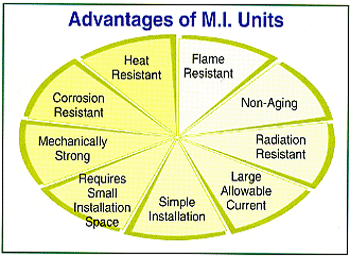 Advantages of M.I. Units
Heat
Resistant
Flame
Resistant
Non-Aging
Radiation
Resistant
Large
Allowable
Current
Simple
Installation
Requires
Small
Installation
Space
Mechanically
Strong
Corrosion
Resistant